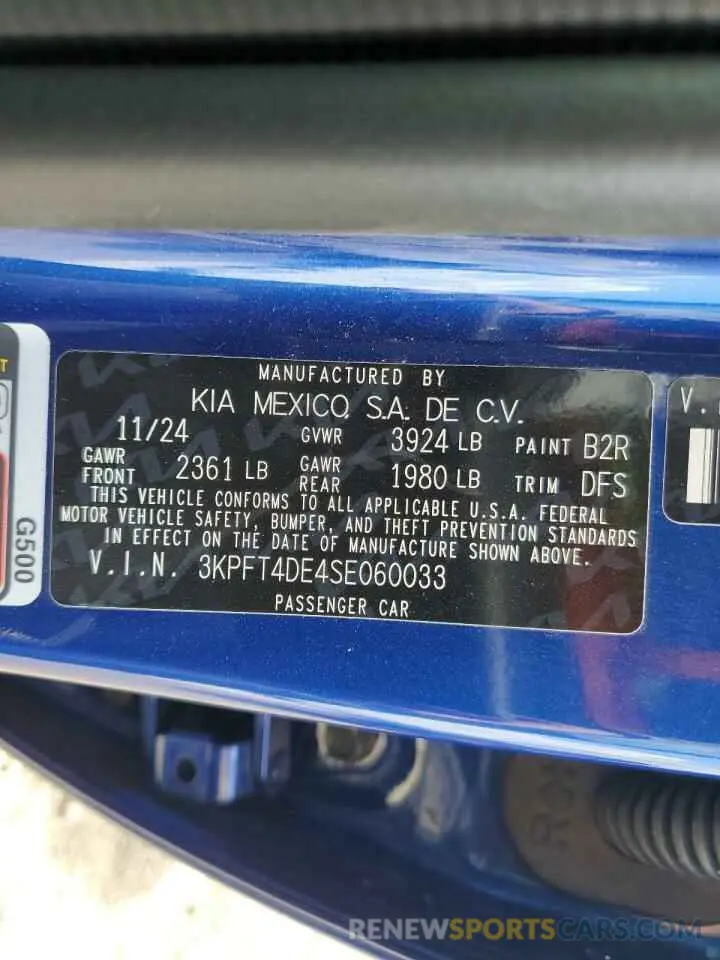 MANUFACTURED BY
KIA MEXICO S.A. DE C.V.
11/24 GVWR 3924 LB PAINT B2R
GAWR FRONT 2361 LB GAWR REAR 1980 LB TRIM DFS
THIS VEHICLE CONFORMS TO ALL APPLICABLE U.S.A. FEDERAL
MOTOR VEHICLE SAFETY, BUMPER, AND THEFT PREVENTION STANDARDS
IN EFFECT ON THE DATE OF MANUFACTURE SHOWN ABOVE.
V.I.N. 3KPFT4DE4SE060033
PASSENGER CAR
G500
V.
RENEWSPORTSCARS.COM